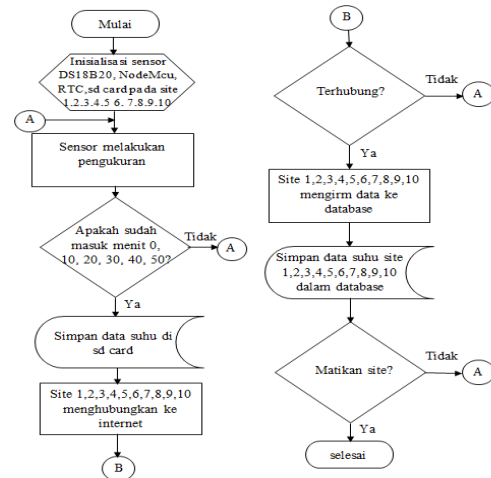 Mulai
Inisialisasi sensor
DS18B20, NodeMcu,
RTC,sd card pada site
1.2.3.4.5 6. 7.8.9.10
A
Sensor melakukan
pengukuran
Apakah sudah
masuk menit 0,
10, 20, 30, 40, 50?
Tidak
A
Ya
Simpan data suhu di
sd card
Site 1,2,3,4,5,6,7,8,9,10
menghubungkan ke
internet
B
B
Terhubung?
Tidak
A
Ya
Site 1,2,3,4,5,6,7,8,9,10
mengirm data ke
database
Simpan data suhu site
1,2,3,4,5,6,7,8,9,10
dalam database
Matikan site?
Tidak
A
Ya
selesai